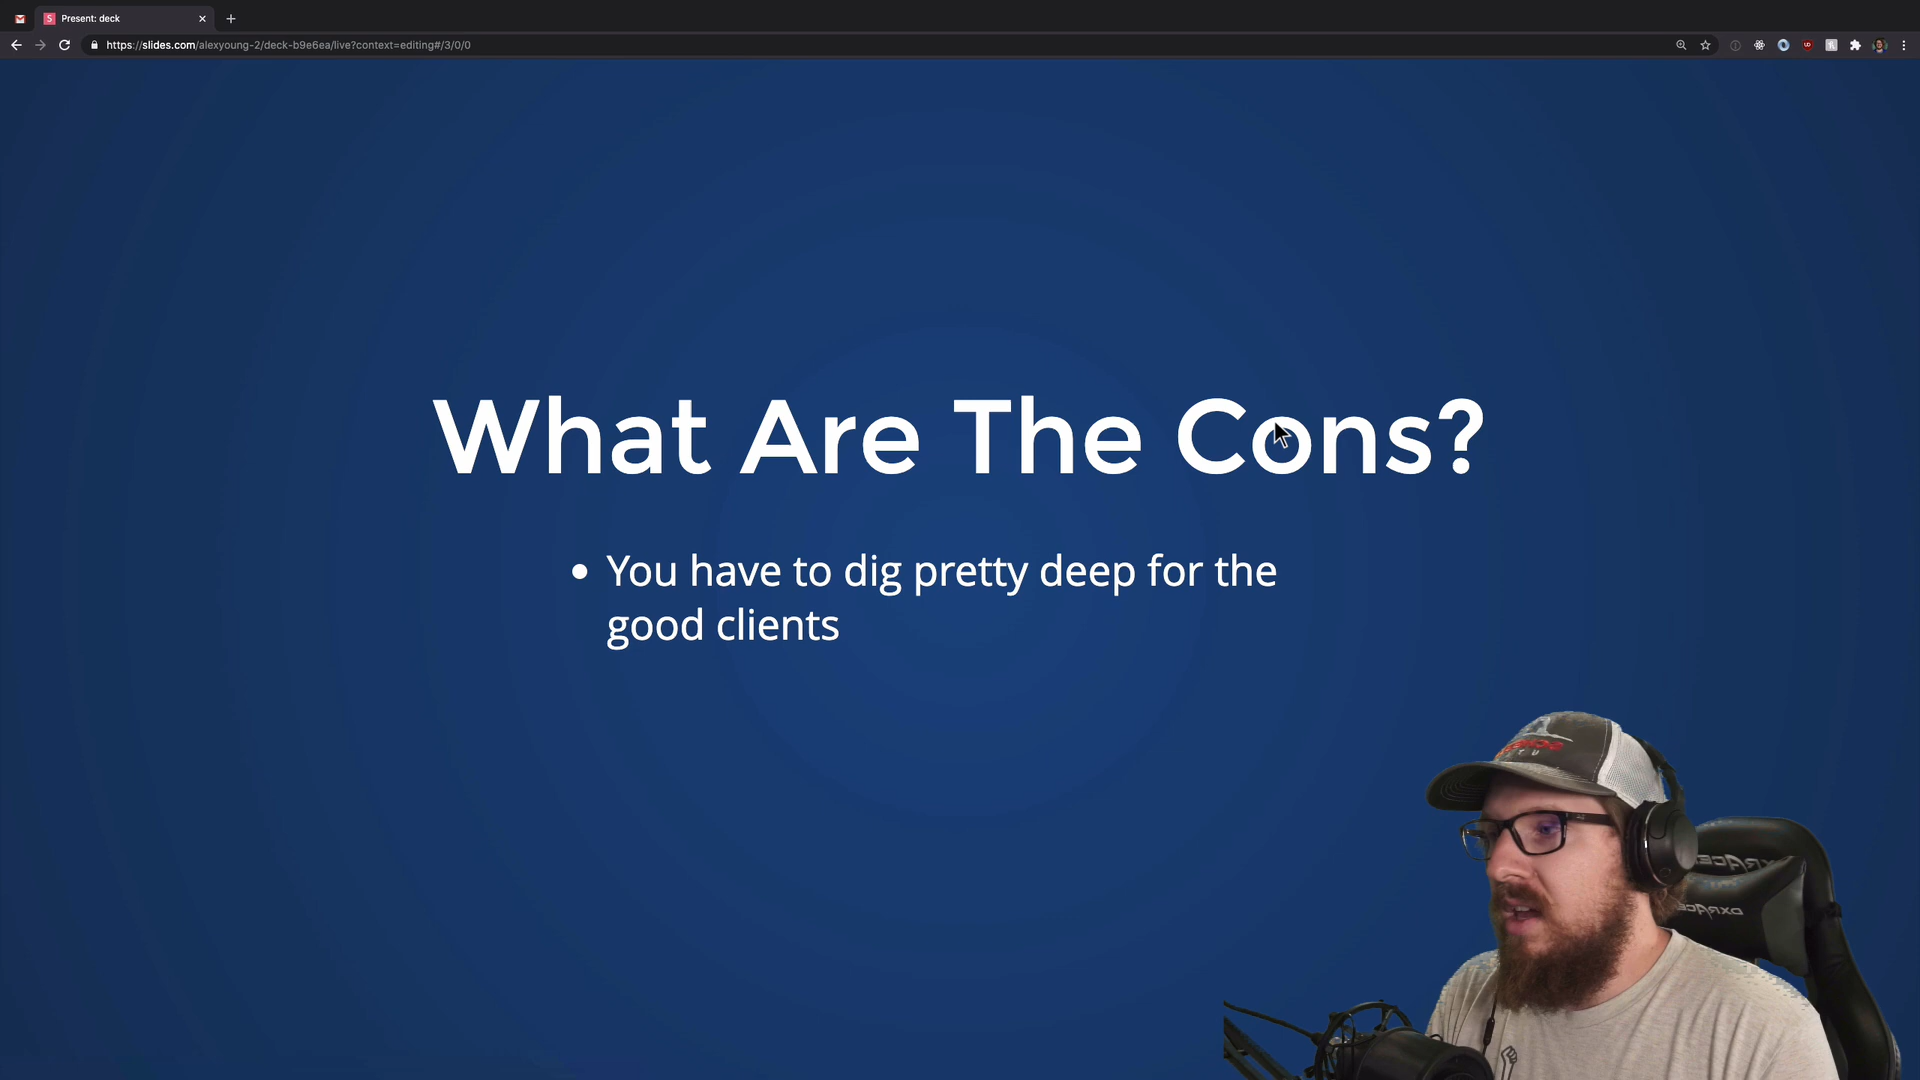 Present: deck
https://slides.com/alexyoung-2/deck-b9e6ea/live?context=editing#/3/0/0
What Are The Cons?
• You have to dig pretty deep for the
good clients